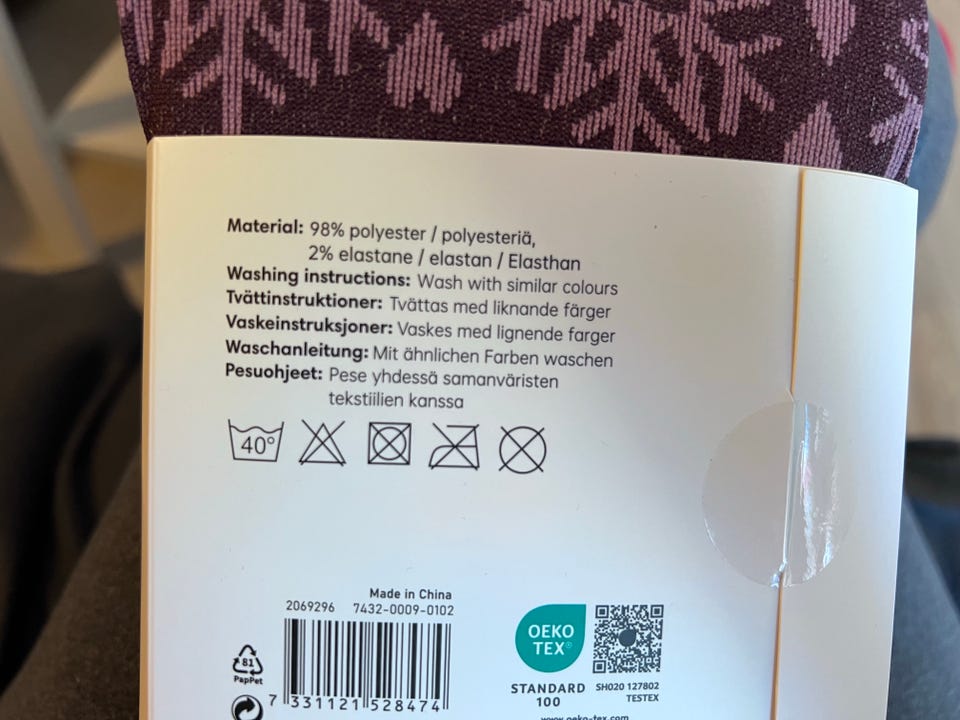 Material: 98% polyester / polyesteriä,
2% elastane / elastan / Elasthan
Washing instructions: Wash with similar colours
Tvättinstruktioner: Tvättas med liknande färger
Vaskeinstruksjoner: Vaskes med lignende farger
Waschanleitung: Mit ähnlichen Farben waschen
Pesuohjeet: Pese yhdessä samanväristen
tekstiilien kanssa
40°
Made in China
2069296 7432-0009-0102
81
PapPet
7 331121 528474
OEKO
TEX®
STANDARD
100
SH020 127802
TESTEX
www.oeko-tex.com